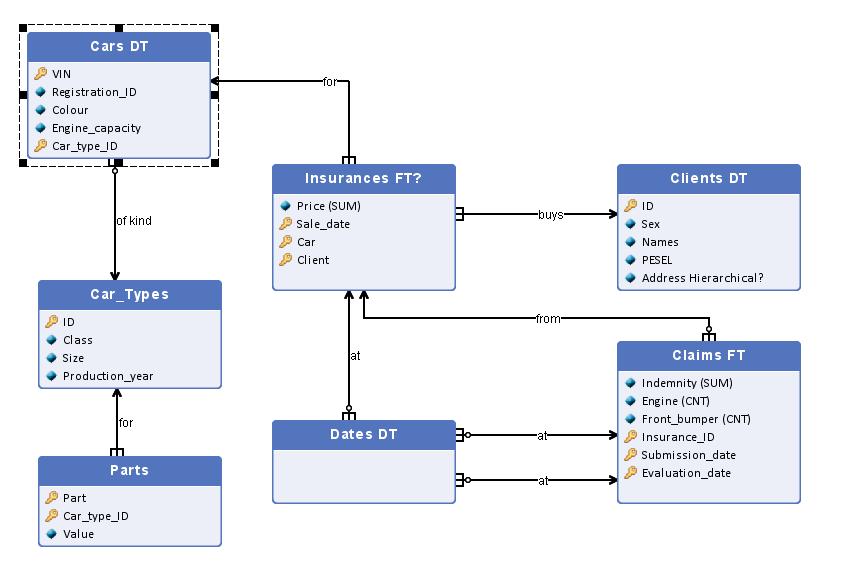 Cars DT
VIN
Registration_ID
Colour
Engine_capacity
Car_type_ID
for
Insurances FT?
Price (SUM)
Sale_date
Car
Client
buys
Clients DT
ID
Sex
Names
PESEL
Address Hierarchical?
of kind
Car_Types
ID
Class
Size
Production_year
from
at
Claims FT
Indemnity (SUM)
Engine (CNT)
Front_bumper (CNT)
Insurance_ID
Submission_date
Evaluation_date
for
Dates DT
at
at
Parts
Part
Car_type_ID
Value